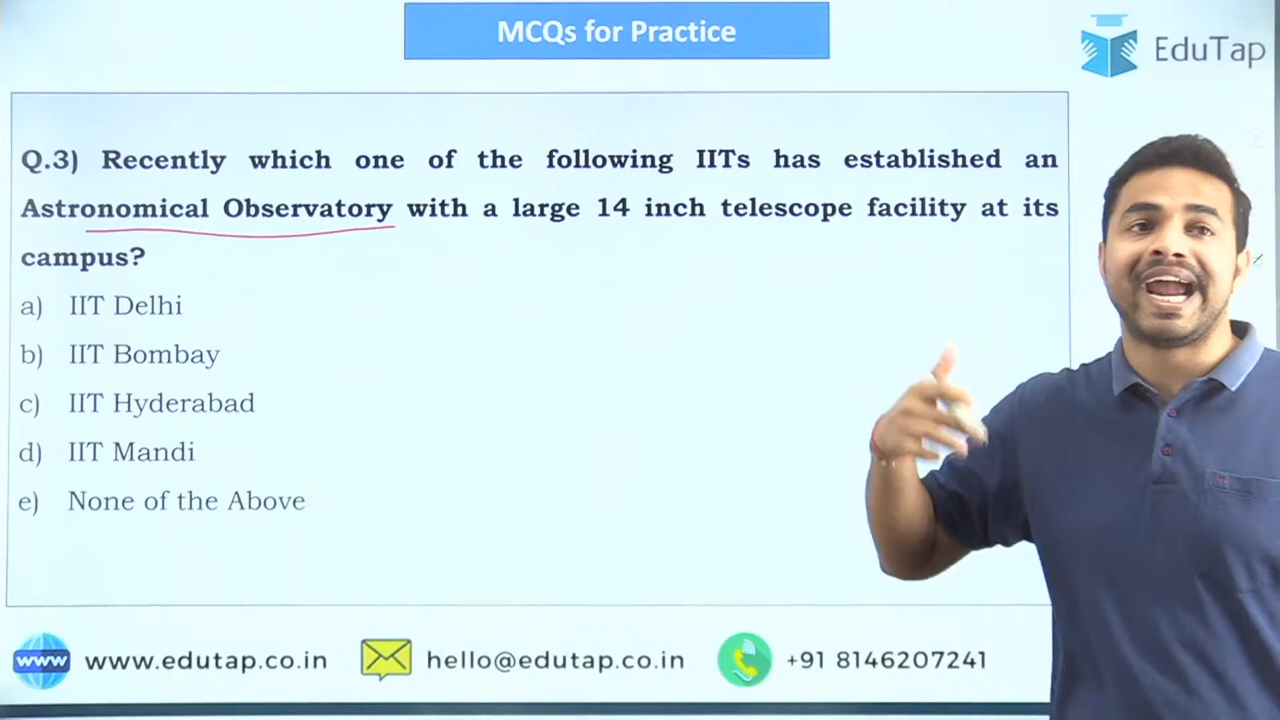 MCQs for Practice
EduTap
Q.3) Recently which one of the following IITs has established an
Astronomical Observatory with a large 14 inch telescope facility at its
campus?
a) IIT Delhi
b) IIT Bombay
c) IIT Hyderabad
d) IIT Mandi
e) None of the Above
www
www.edutap.co.in
hello@edutap.co.in
+91 8146207241